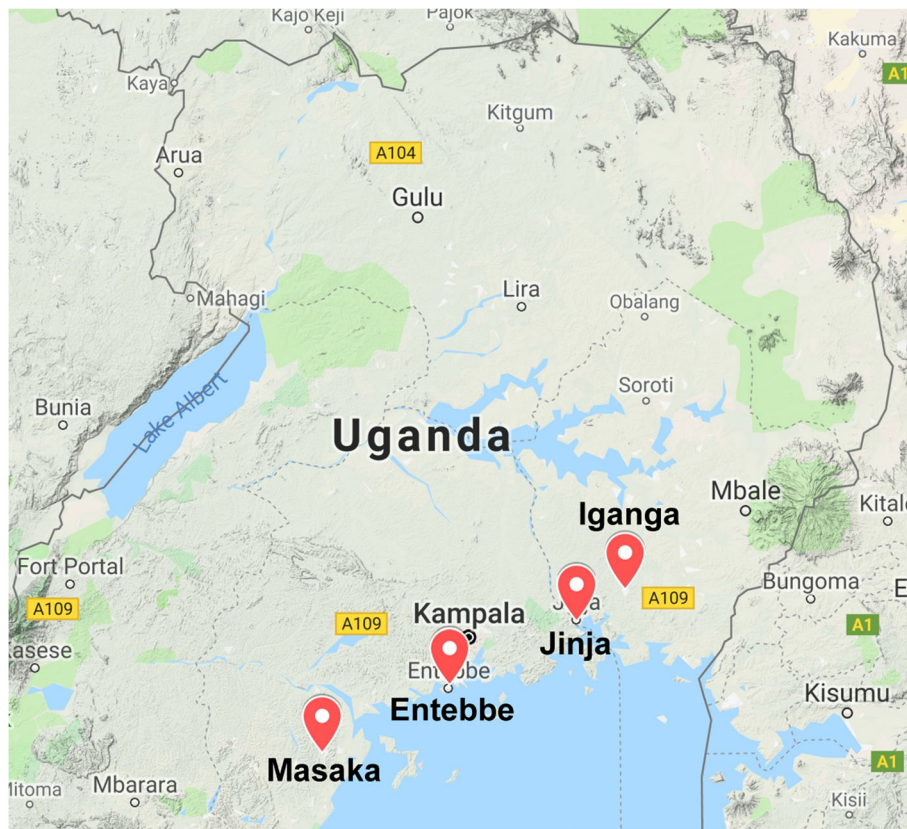 Kajo Keji
Pajok
Kakuma
Kaya
A1
Kitgum
Arua
A104
Gulu
Mahagi
Lira
Obalang
Lake Albert
Soroti
Bunia
Uganda
Mbale
Iganga
Kitale
Fort Portal
Bungoma
A109
A109
A109
Kampala
Jinja
A1
Kasese
Entebbe
Entebbe
Kisumu
Masaka
A1
Mbarara
Kisii